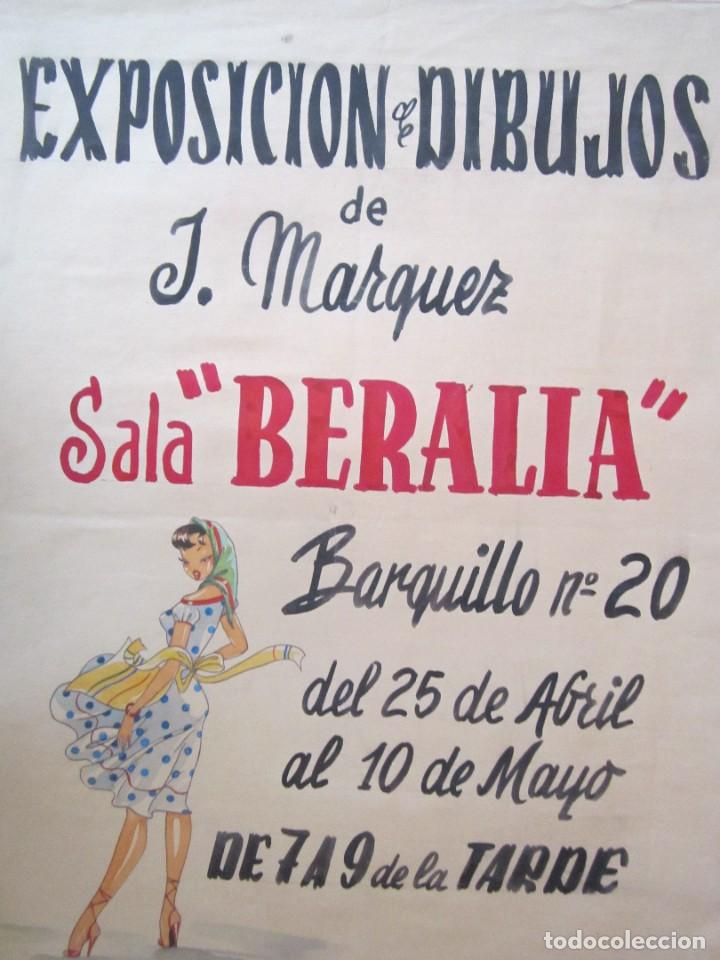 EXPOSICION de DIBUJOS
de
J. Marquez
Sala "BERALIA"
Barquillo nº 20
del 25 de Abril
al 10 de Mayo
DE 7 A 9 de la TARDE
todocoleccion